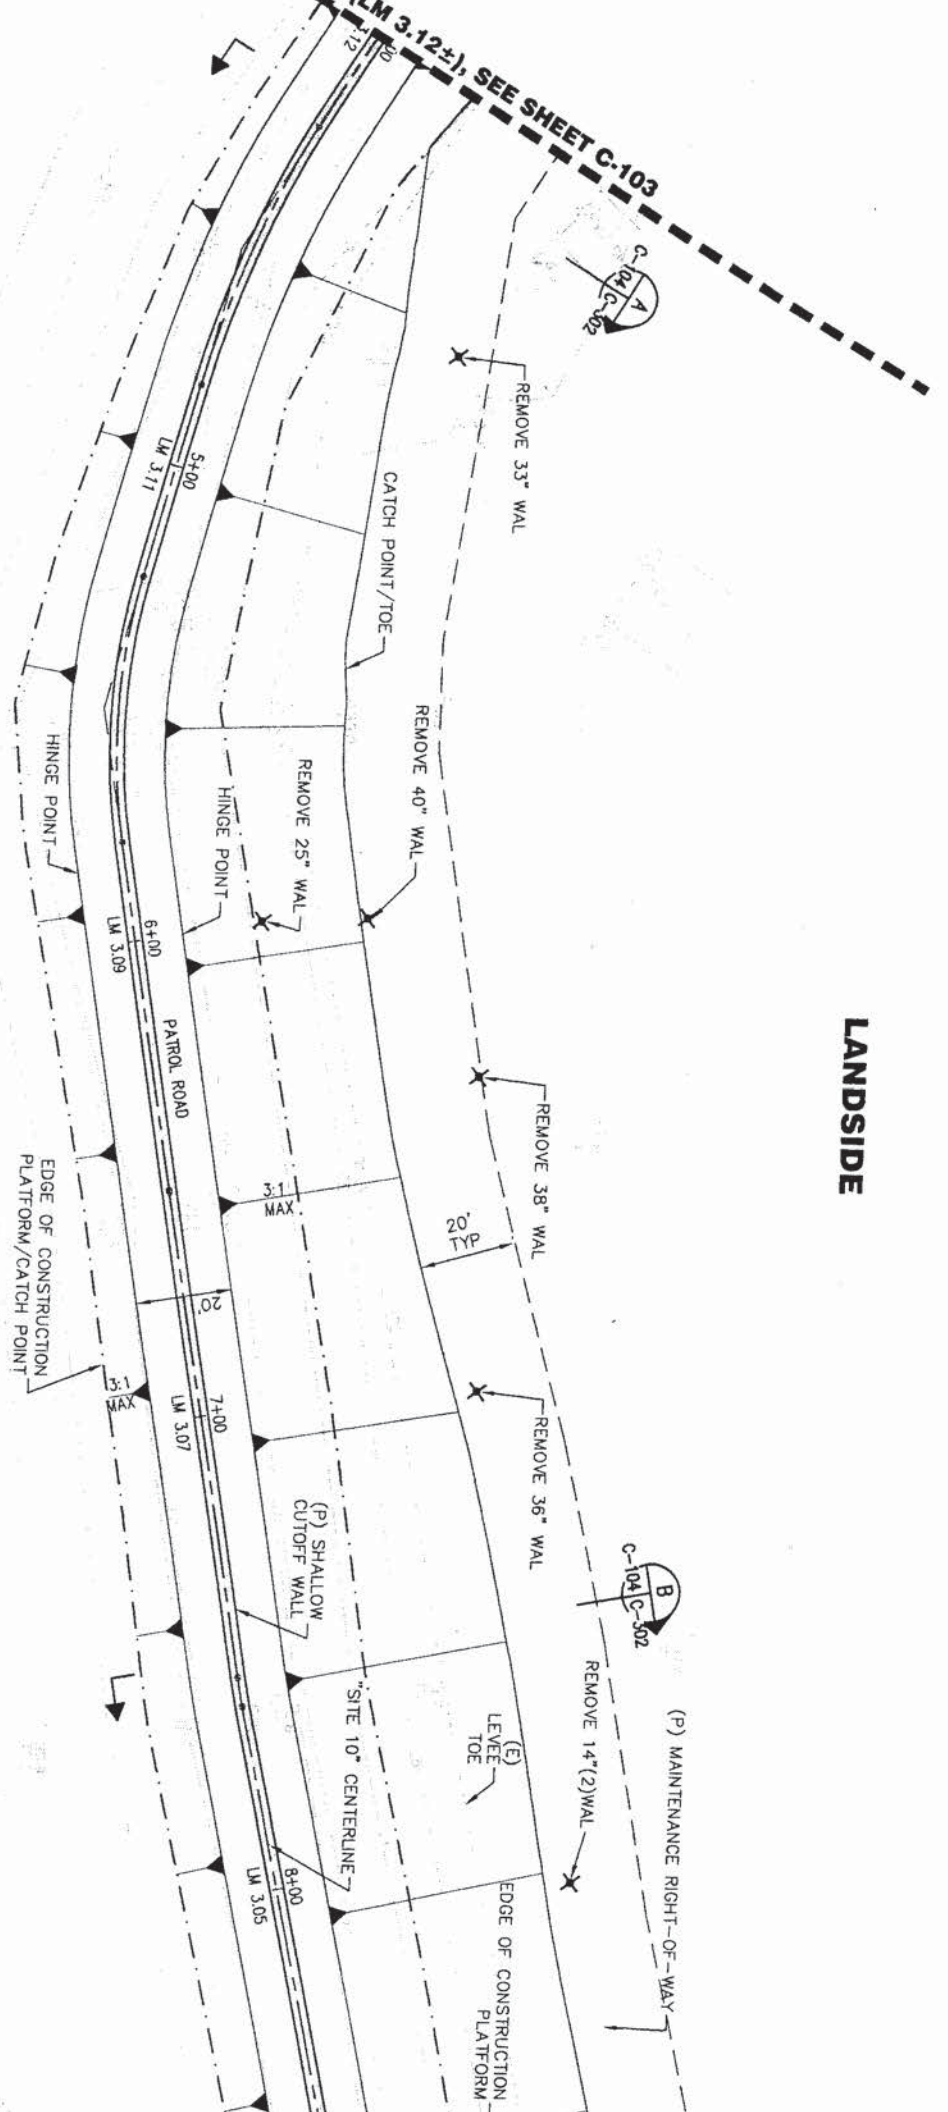 (LM 3.12±), SEE SHEET C-103
LANDSIDE
A
C-104
C-302
REMOVE 33" WAL
CATCH POINT/TOE
5+00
LM 3.11
REMOVE 40" WAL
REMOVE 25" WAL
HINGE POINT
HINGE POINT
6+00
LM 3.09
PATROL ROAD
REMOVE 38" WAL
3:1
MAX
20'
TYP
20'
EDGE OF CONSTRUCTION
PLATFORM/CATCH POINT
3:1
MAX
7+00
LM 3.07
REMOVE 36" WAL
(P) SHALLOW
CUTOFF WALL
B
C-104
C-302
REMOVE 14"(2)WAL
(P) MAINTENANCE RIGHT-OF-WAY
(E)
LEVEE
TOE
"SITE 10" CENTERLINE
8+00
LM 3.05
EDGE OF CONSTRUCTION
PLATFORM